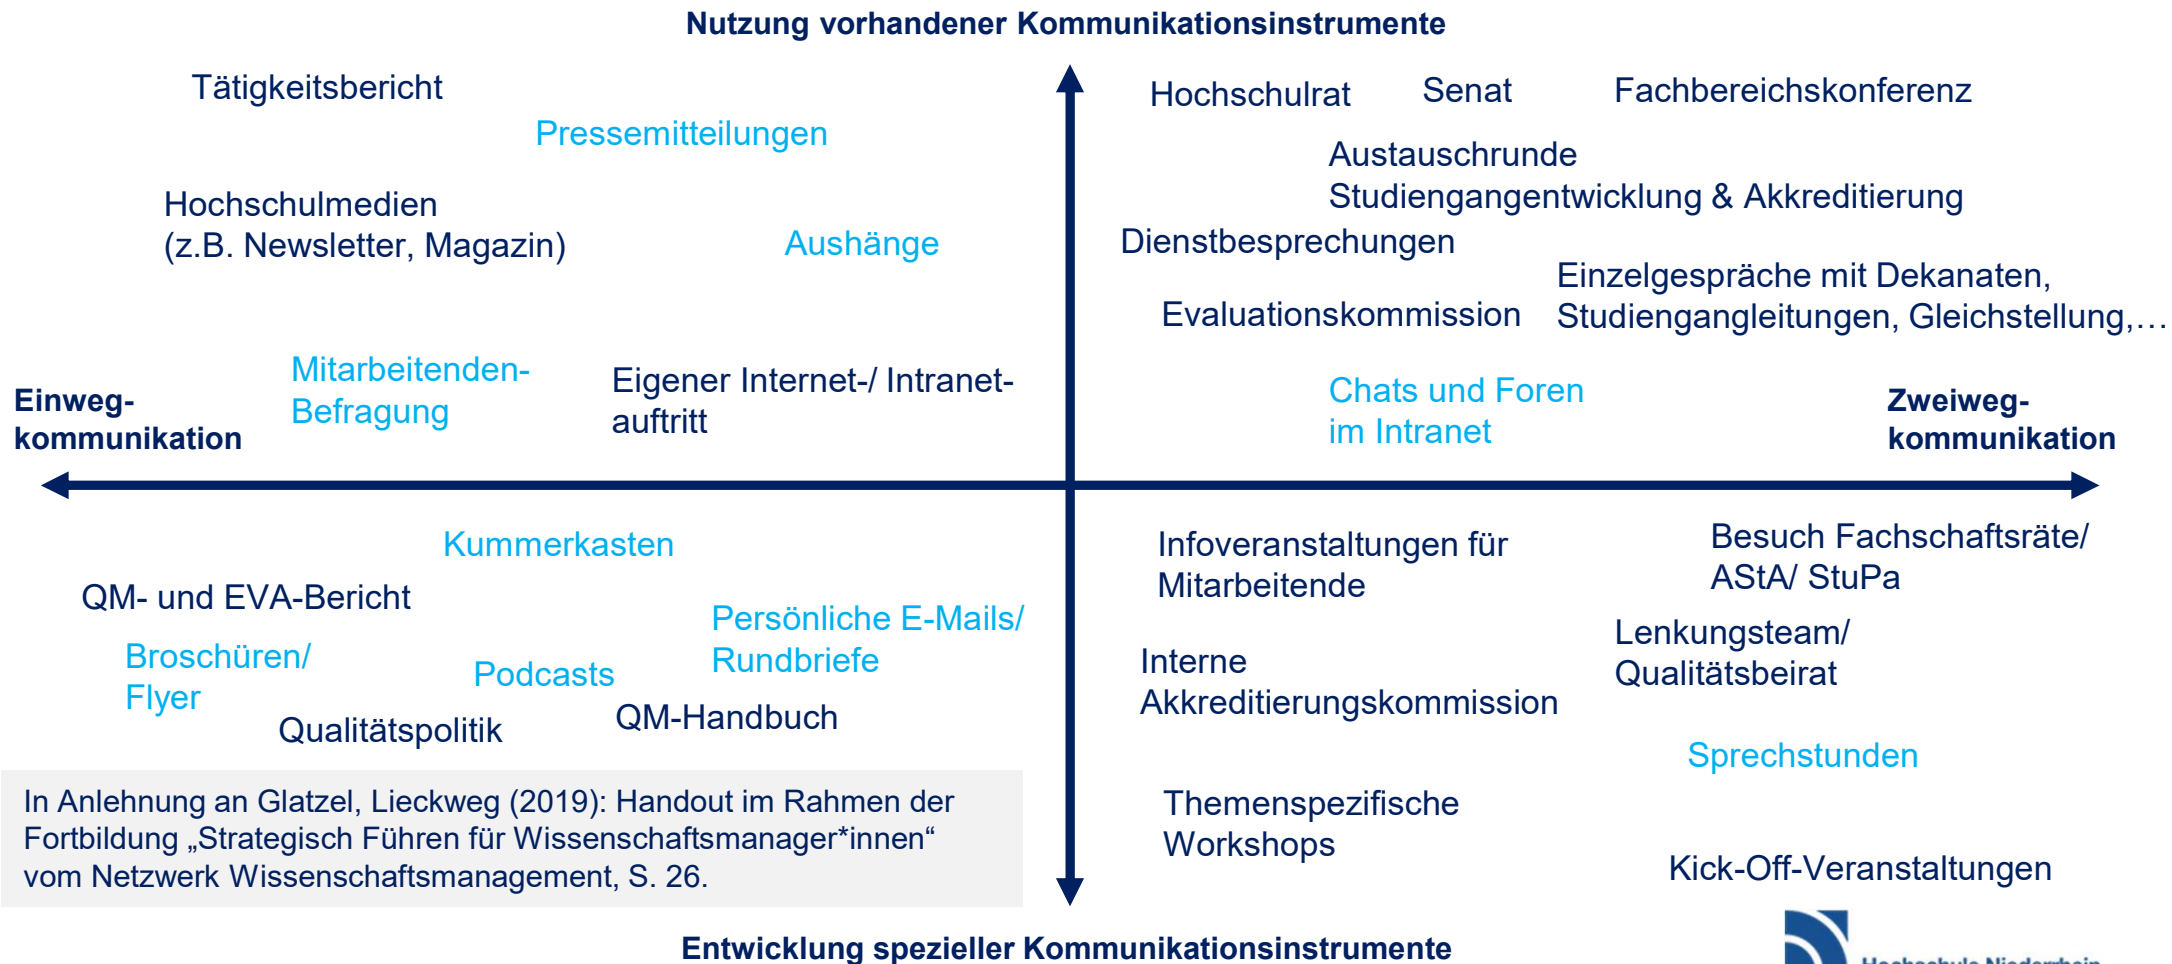 Nutzung vorhandener Kommunikationsinstrumente
Tätigkeitsbericht
Pressemitteilungen
Hochschulmedien
(z.B. Newsletter, Magazin)
Aushänge
Mitarbeitenden-
Befragung
Eigener Internet-/ Intranet-
auftritt
Einweg-
kommunikation
Hochschulrat
Senat
Fachbereichskonferenz
Austauschrunde
Studiengangentwicklung & Akkreditierung
Dienstbesprechungen
Einzelgespräche mit Dekanaten,
Studiengangleitungen, Gleichstellung,…
Evaluationskommission
Chats und Foren
im Intranet
Zweiweg-
kommunikation
Kummerkasten
QM- und EVA-Bericht
Persönliche E-Mails/
Rundbriefe
Broschüren/
Flyer
Podcasts
Qualitätspolitik
QM-Handbuch
In Anlehnung an Glatzel, Lieckweg (2019): Handout im Rahmen der
Fortbildung „Strategisch Führen für Wissenschaftsmanager*innen“
vom Netzwerk Wissenschaftsmanagement, S. 26.
Infoveranstaltungen für
Mitarbeitende
Besuch Fachschaftsräte/
AStA/ StuPa
Lenkungsteam/
Qualitätsbeirat
Interne
Akkreditierungskommission
Sprechstunden
Themenspezifische
Workshops
Kick-Off-Veranstaltungen
Entwicklung spezieller Kommunikationsinstrumente
Hochschule Niederrhein